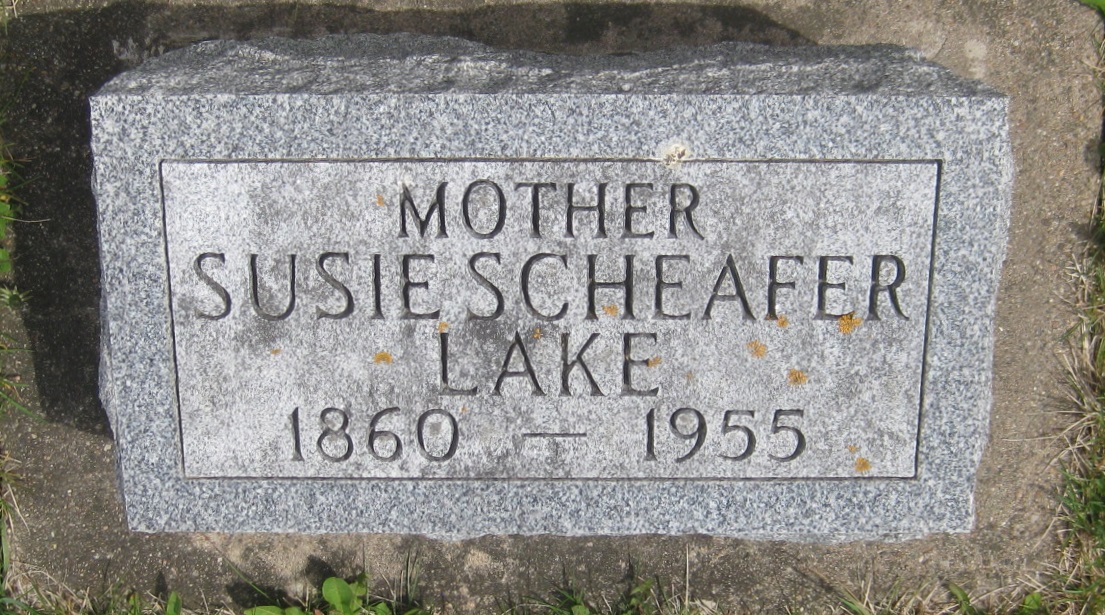 MOTHER
SUSIE SCHEAFER
LAKE
1860 — 1955